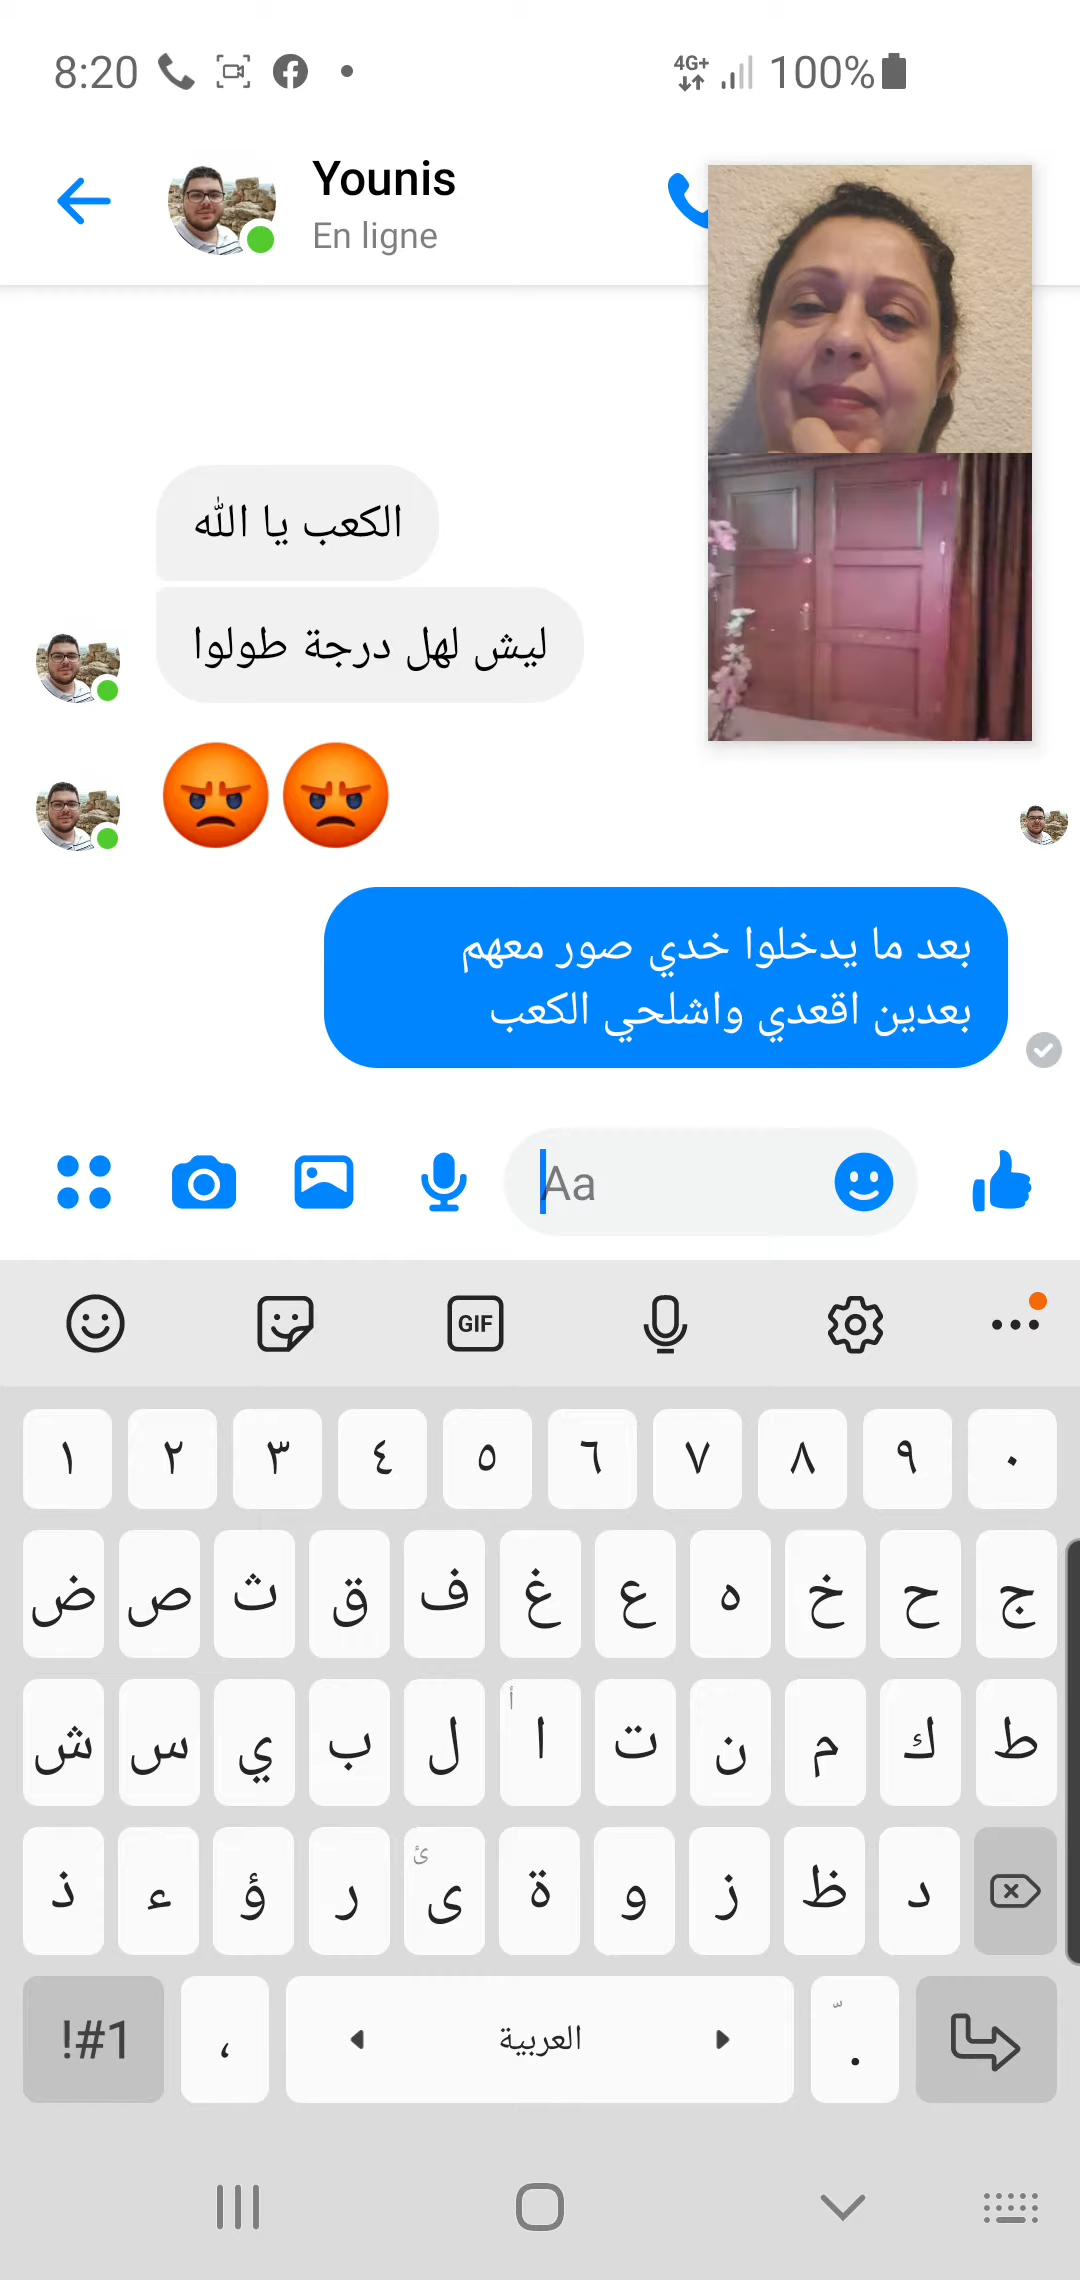 8:20
4G+ 100%
Younis
En ligne
الكعب يا الله
ليش لهل درجة طولوا
بعد ما يدخلوا خدي صور معهم
بعدين اقعدي واشلحي الكعب
Aa
GIF
١ ٢ ٣ ٤ ٥ ٦ ٧ ٨ ٩ ٠
ض ص ث ق ف غ ع ه خ ح ج
ش س ي ب ل ا أ ت ن م ك ط
ذ ء ؤ ر ى ئ ة و ز ظ د
!#1 ، العربية .